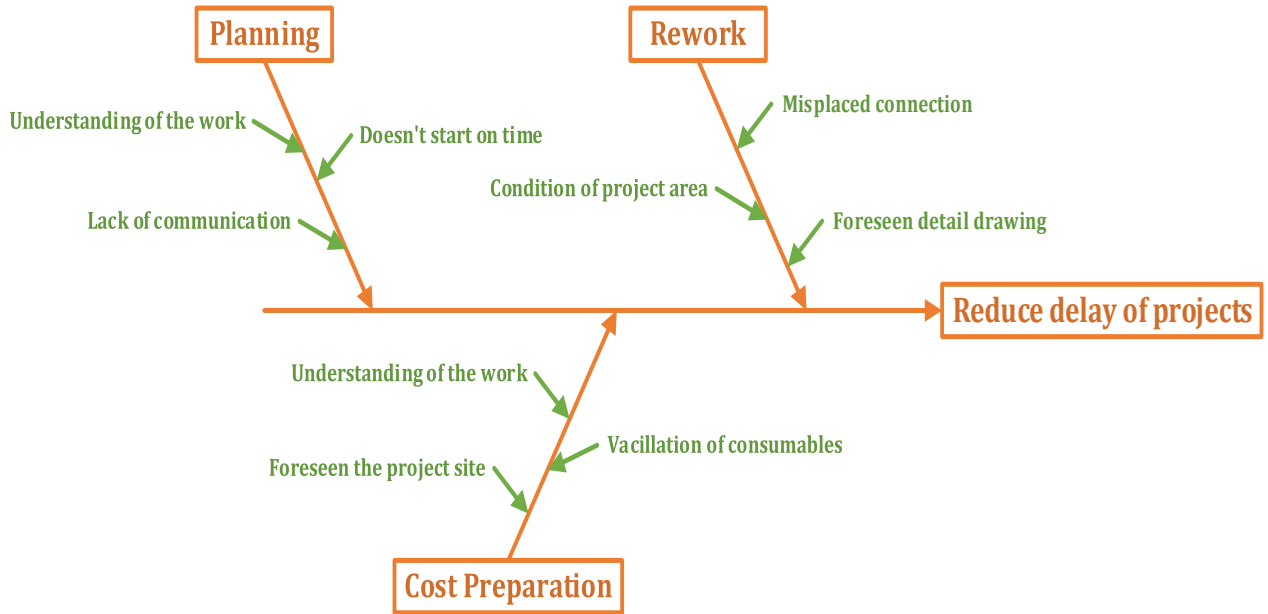 Planning
Rework
Misplaced connection
Understanding of the work
Doesn't start on time
Condition of project area
Lack of communication
Foreseen detail drawing
Reduce delay of projects
Understanding of the work
Vacillation of consumables
Foreseen the project site
Cost Preparation